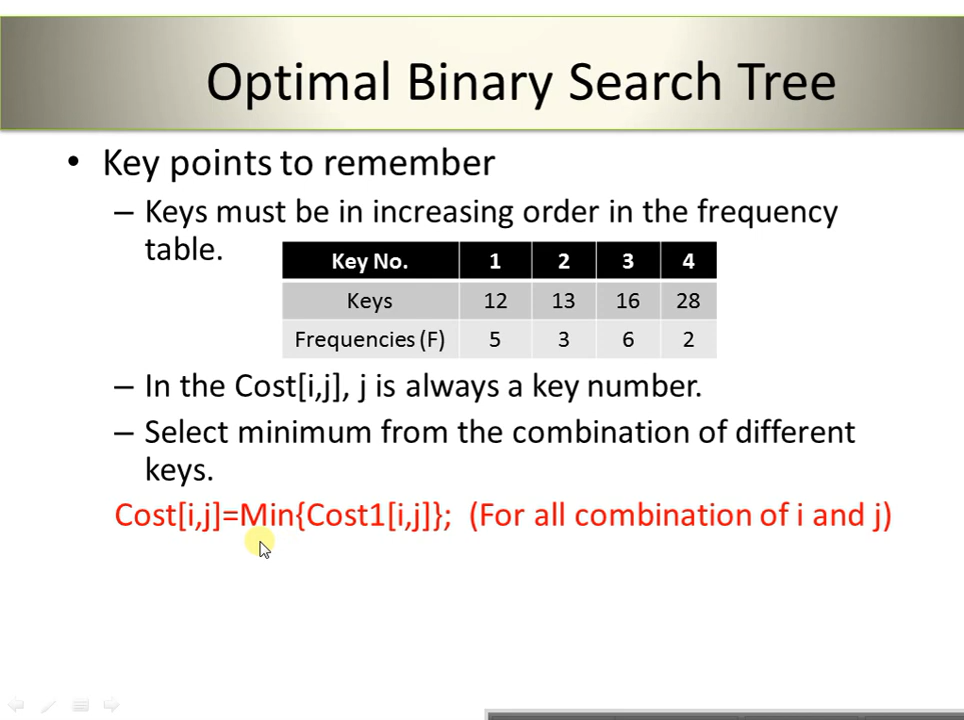 Optimal Binary Search Tree
• Key points to remember
– Keys must be in increasing order in the frequency
table.
Key No. 1 2 3 4
Keys 12 13 16 28
Frequencies (F) 5 3 6 2
– In the Cost[i,j], j is always a key number.
– Select minimum from the combination of different
keys.
Cost[i,j]=Min{Cost1[i,j]}; (For all combination of i and j)